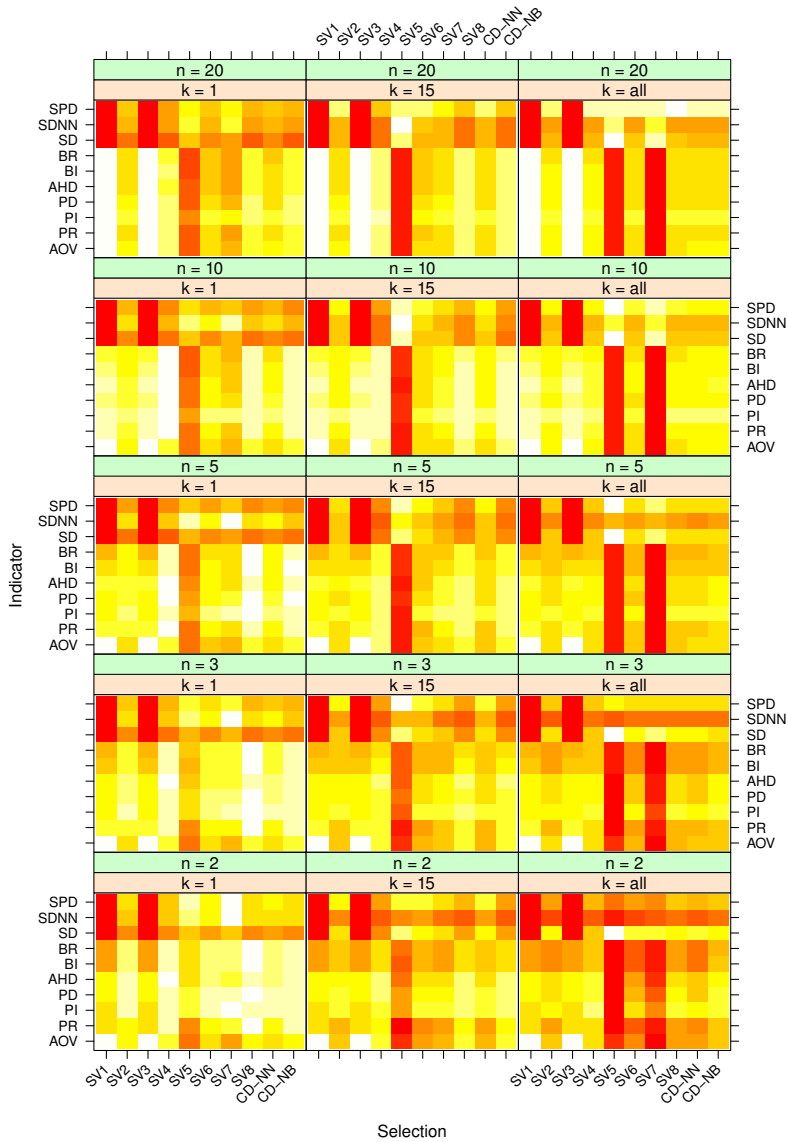 SV1 SV2 SV3 SV4 SV5 SV6 SV7 SV8 CD−NN CD−NB
n = 20 n = 20 n = 20
k = 1 k = 15 k = all
SPD
SDNN
SD
BR
BI
AHD
PD
PI
PR
AOV
n = 10 n = 10 n = 10
k = 1 k = 15 k = all
SPD
SDNN
SD
BR
BI
AHD
PD
PI
PR
AOV
n = 5 n = 5 n = 5
k = 1 k = 15 k = all
SPD
SDNN
SD
BR
BI
AHD
PD
PI
PR
AOV
Indicator
n = 3 n = 3 n = 3
k = 1 k = 15 k = all
SPD
SDNN
SD
BR
BI
AHD
PD
PI
PR
AOV
n = 2 n = 2 n = 2
k = 1 k = 15 k = all
SPD
SDNN
SD
BR
BI
AHD
PD
PI
PR
AOV
SV1 SV2 SV3 SV4 SV5 SV6 SV7 SV8 CD−NN CD−NB
SV1 SV2 SV3 SV4 SV5 SV6 SV7 SV8 CD−NN CD−NB
Selection